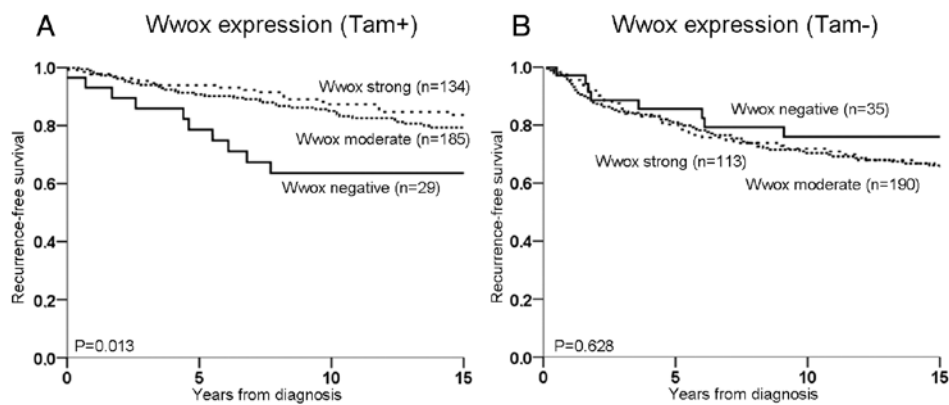 A Wwox expression (Tam+)
1.0
0.8
0.6
0.4
0.2
0.0
Recurrence-free survival
Wwox strong (n=134)
Wwox moderate (n=185)
Wwox negative (n=29)
P=0.013
0 5 10 15
Years from diagnosis
B Wwox expression (Tam-)
1.0
0.8
0.6
0.4
0.2
0.0
Recurrence-free survival
Wwox negative (n=35)
Wwox strong (n=113)
Wwox moderate (n=190)
P=0.628
0 5 10 15
Years from diagnosis